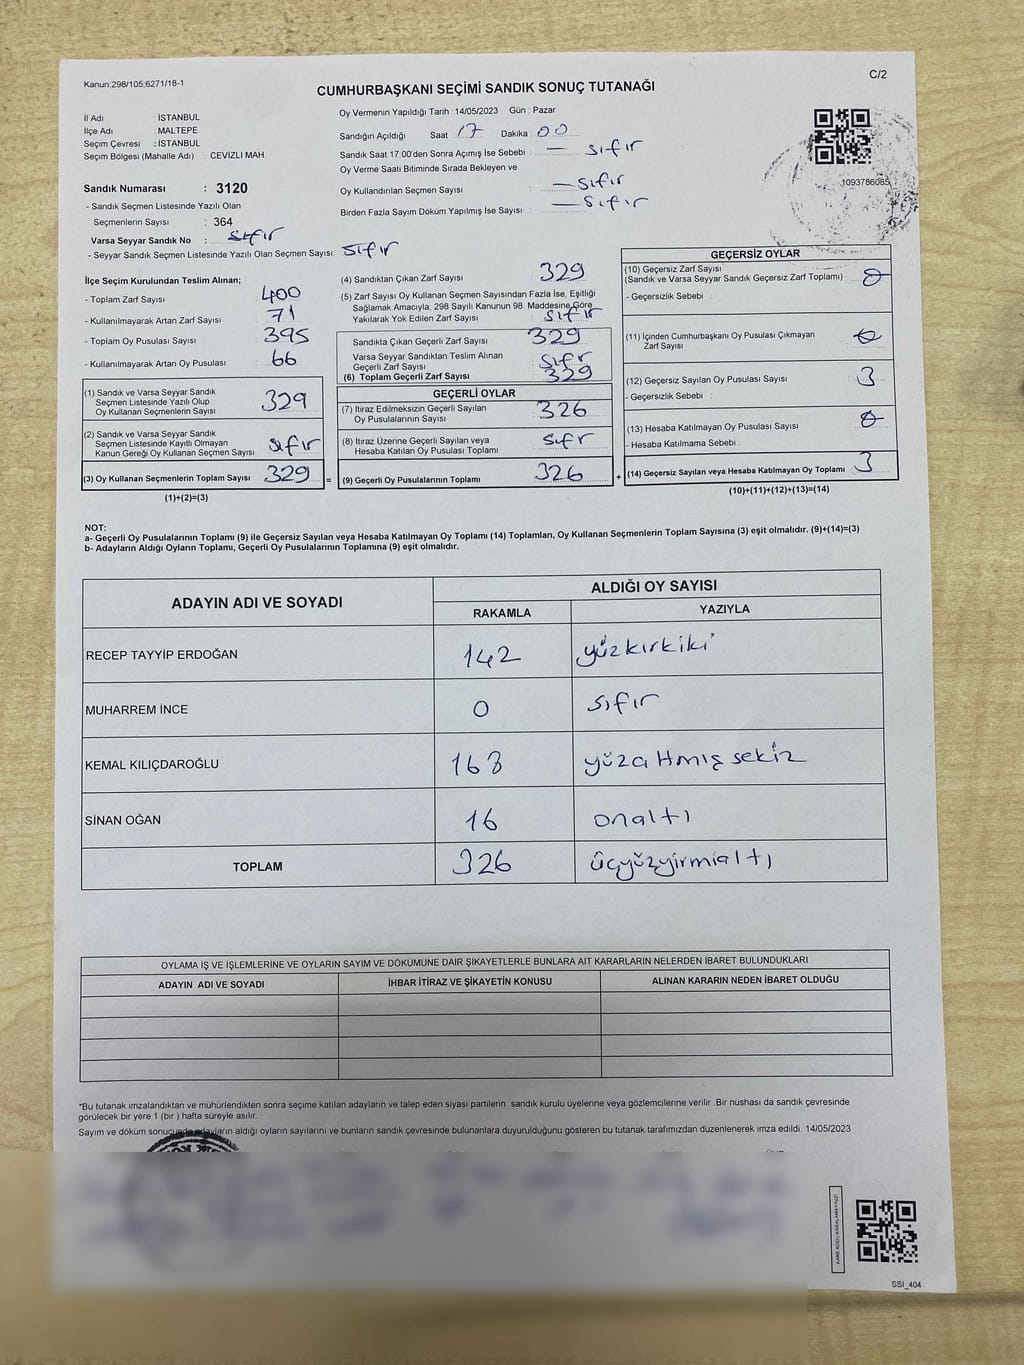 Kanun:298/105;6271/18-1
C/2
CUMHURBAŞKANI SEÇİMİ SANDIK SONUÇ TUTANAĞI
İl Adı : İSTANBUL
İlçe Adı : MALTEPE
Seçim Çevresi : İSTANBUL
Seçim Bölgesi (Mahalle Adı) : CEVİZLİ MAH.
Sandık Numarası : 3120
- Sandık Seçmen Listesinde Yazılı Olan
Seçmenlerin Sayısı : 364
Varsa Seyyar Sandık No : sıfır
- Seyyar Sandık Seçmen Listesinde Yazılı Olan Seçmen Sayısı: sıfır
Oy Vermenin Yapıldığı Tarih :14/05/2023 Gün : Pazar
Sandığın Açıldığı Saat 17 Dakika : 00
Sandık Saat 17:00'den Sonra Açımış İse Sebebi : — sıfır
Oy Verme Saati Bitiminde Sırada Bekleyen ve
Oy Kullandırılan Seçmen Sayısı : — sıfır
Birden Fazla Sayım Döküm Yapılmış İse Sayısı : — sıfır
1093786085
İlçe Seçim Kurulundan Teslim Alınan;
- Toplam Zarf Sayısı 400
- Kullanılmayarak Artan Zarf Sayısı 71
- Toplam Oy Pusulası Sayısı 395
- Kullanılmayarak Artan Oy Pusulası 66
(1) Sandık ve Varsa Seyyar Sandık
Seçmen Listesinde Yazılı Olup
Oy Kullanan Seçmenlerin Sayısı 329
(2) Sandık ve Varsa Seyyar Sandık
Seçmen Listesinde Kayıtlı Olmayan
Kanun Gereği Oy Kullanan Seçmen Sayısı sıfır
(3) Oy Kullanan Seçmenlerin Toplam Sayısı 329 =
(1)+(2)=(3)
(4) Sandıktan Çıkan Zarf Sayısı 329
(5) Zarf Sayısı Oy Kullanan Seçmen Sayısından Fazla İse, Eşitliği
Sağlamak Amacıyla, 298 Sayılı Kanunun 98. Maddesine Göre
Yakılarak Yok Edilen Zarf Sayısı sıfır
Sandıkta Çıkan Geçerli Zarf Sayısı 329
Varsa Seyyar Sandıktan Teslim Alınan
Geçerli Zarf Sayısı sıfır
(6) Toplam Geçerli Zarf Sayısı 329
GEÇERLİ OYLAR
(7) İtiraz Edilmeksizin Geçerli Sayılan
Oy Pusulalarının Sayısı 326
(8) İtiraz Üzerine Geçerli Sayılan veya
Hesaba Katılan Oy Pusulası Toplamı sıfır
(9) Geçerli Oy Pusulalarının Toplamı 326 +
GEÇERSİZ OYLAR
(10) Geçersiz Zarf Sayısı
(Sandık ve Varsa Seyyar Sandık Geçersiz Zarf Toplamı) 0
- Geçersizlik Sebebi :
(11) İçinden Cumhurbaşkanı Oy Pusulası Çıkmayan
Zarf Sayısı 0
(12) Geçersiz Sayılan Oy Pusulası Sayısı 3
- Geçersizlik Sebebi :
(13) Hesaba Katılmayan Oy Pusulası Sayısı 0
- Hesaba Katılmama Sebebi :
(14) Geçersiz Sayılan veya Hesaba Katılmayan Oy Toplamı 3
(10)+(11)+(12)+(13)=(14)
NOT:
a- Geçerli Oy Pusulalarının Toplamı (9) ile Geçersiz Sayılan veya Hesaba Katılmayan Oy Toplamı (14) Toplamları, Oy Kullanan Seçmenlerin Toplam Sayısına (3) eşit olmalıdır. (9)+(14)=(3)
b- Adayların Aldığı Oyların Toplamı, Geçerli Oy Pusulalarının Toplamına (9) eşit olmalıdır.
ADAYIN ADI VE SOYADI ALDIĞI OY SAYISI
RAKAMLA YAZIYLA
RECEP TAYYİP ERDOĞAN 142 yüzkırkiki
MUHARREM İNCE 0 sıfır
KEMAL KILIÇDAROĞLU 168 yüzaltmış sekiz
SİNAN OĞAN 16 onaltı
TOPLAM 326 üçyüzyirmialtı
OYLAMA İŞ VE İŞLEMLERİNE VE OYLARIN SAYIM VE DÖKÜMÜNE DAİR ŞİKAYETLERLE BUNLARA AİT KARARLARIN NELERDEN İBARET BULUNDUKLARI
ADAYIN ADI VE SOYADI İHBAR İTİRAZ VE ŞİKAYETİN KONUSU ALINAN KARARIN NEDEN İBARET OLDUĞU
*Bu tutanak imzalandıktan ve mühürlendikten sonra seçime katılan adayların ve talep eden siyasi partilerin sandık kurulu üyelerine veya gözlemcilerine verilir. Bir nüshası da sandık çevresinde
görülecek bir yere 1 (bir ) hafta süreyle asılır.
Sayım ve döküm sonucunda adayların aldığı oyların sayılarını ve bunların sandık çevresinde bulunanlara duyurulduğunu gösteren bu tutanak tarafımızdan düzenlenerek imza edildi. 14/05/2023
KARE KODU KARALAMAYINIZ!
SSI_404